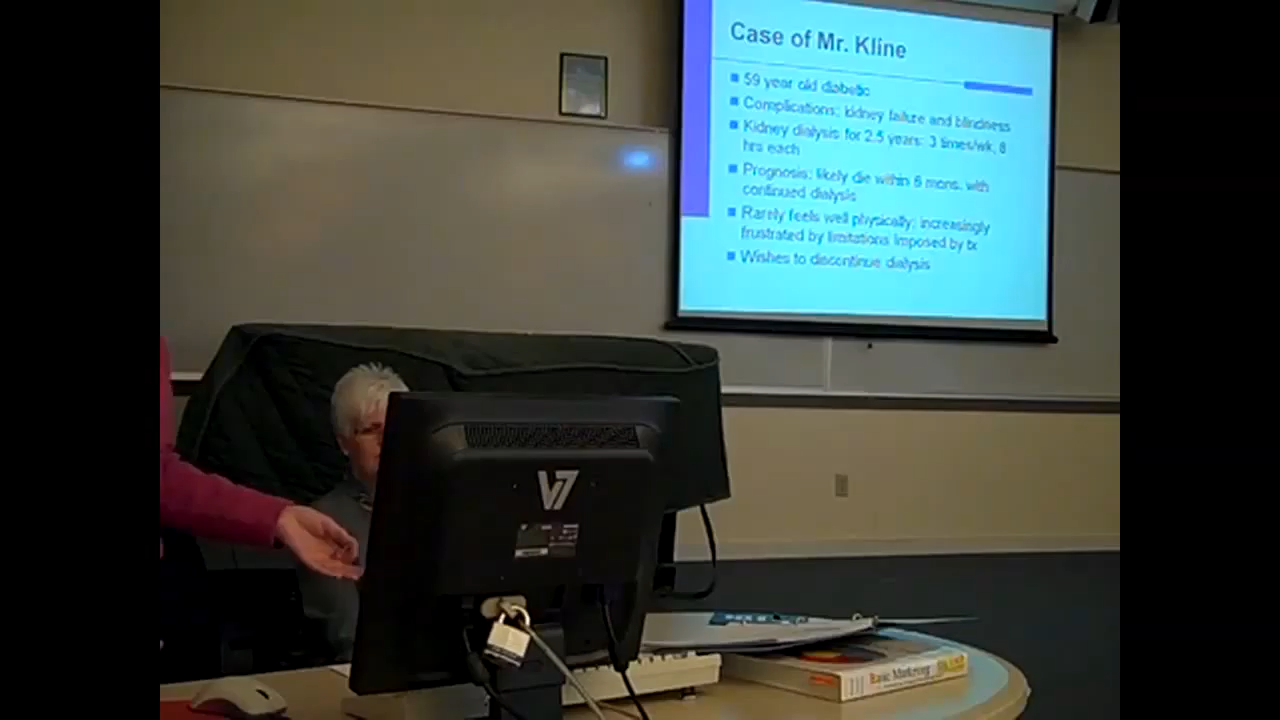 Case of Mr. Kline
59 year old diabetic
Complications: kidney failure and blindness
Kidney dialysis for 2.5 years: 3 times/wk, 8
hrs each
Prognosis: likely die within 6 mons. with
continued dialysis
Rarely feels well physically; increasingly
frustrated by limitations imposed by tx
Wishes to discontinue dialysis
V7
Basic Marketing